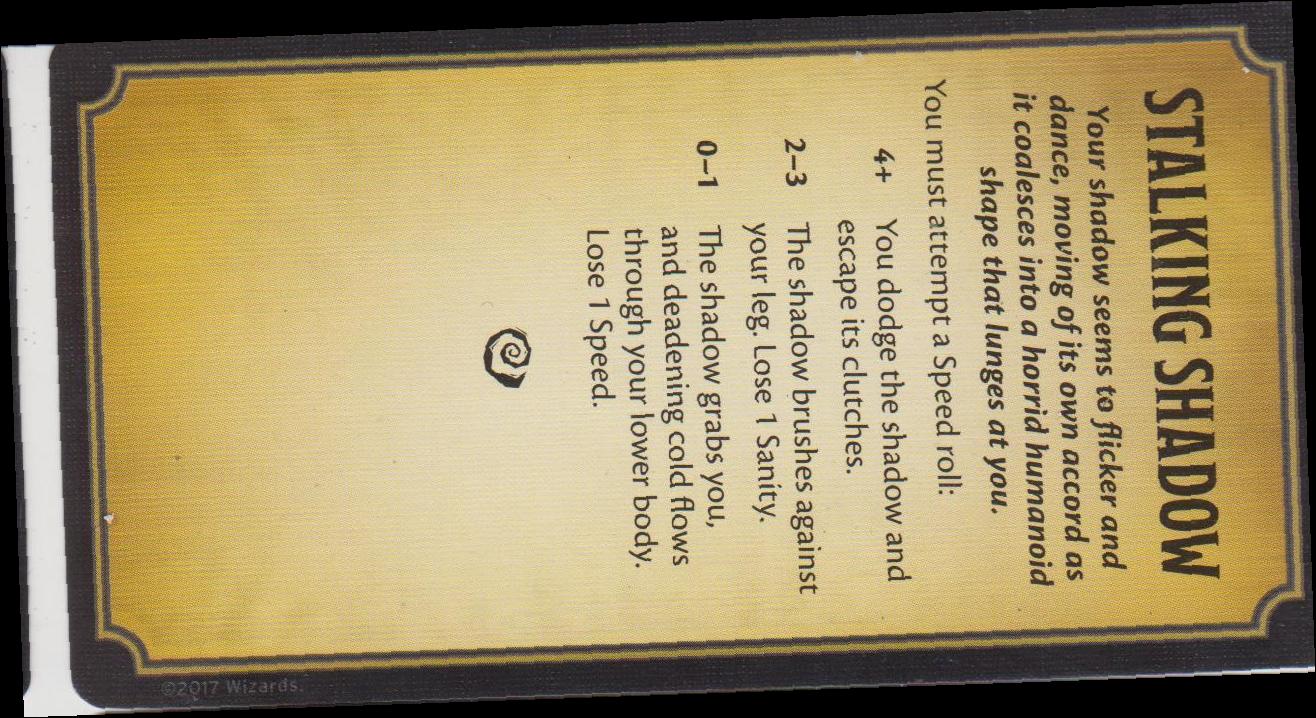 STALKING SHADOW
Your shadow seems to flicker and
dance, moving of its own accord as
it coalesces into a horrid humanoid
shape that lunges at you.
You must attempt a Speed roll:
4+ You dodge the shadow and
escape its clutches.
2–3 The shadow brushes against
your leg. Lose 1 Sanity.
0–1 The shadow grabs you,
and deadening cold flows
through your lower body.
Lose 1 Speed.
©2017 Wizards.